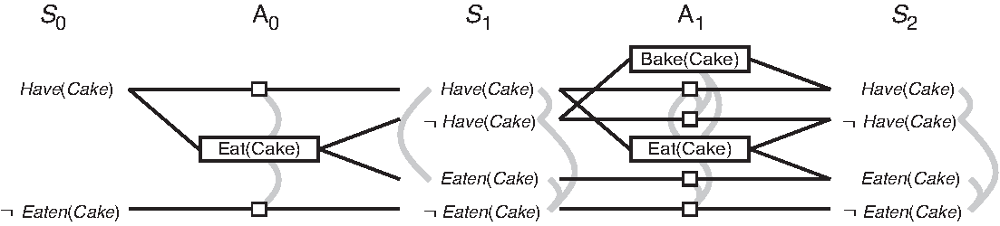 S0 A0 S1 A1 S2
Bake(Cake)
Have(Cake) Have(Cake) Have(Cake)
¬ Have(Cake) ¬ Have(Cake)
Eat(Cake) Eat(Cake)
Eaten(Cake) Eaten(Cake)
¬ Eaten(Cake) ¬ Eaten(Cake) ¬ Eaten(Cake)